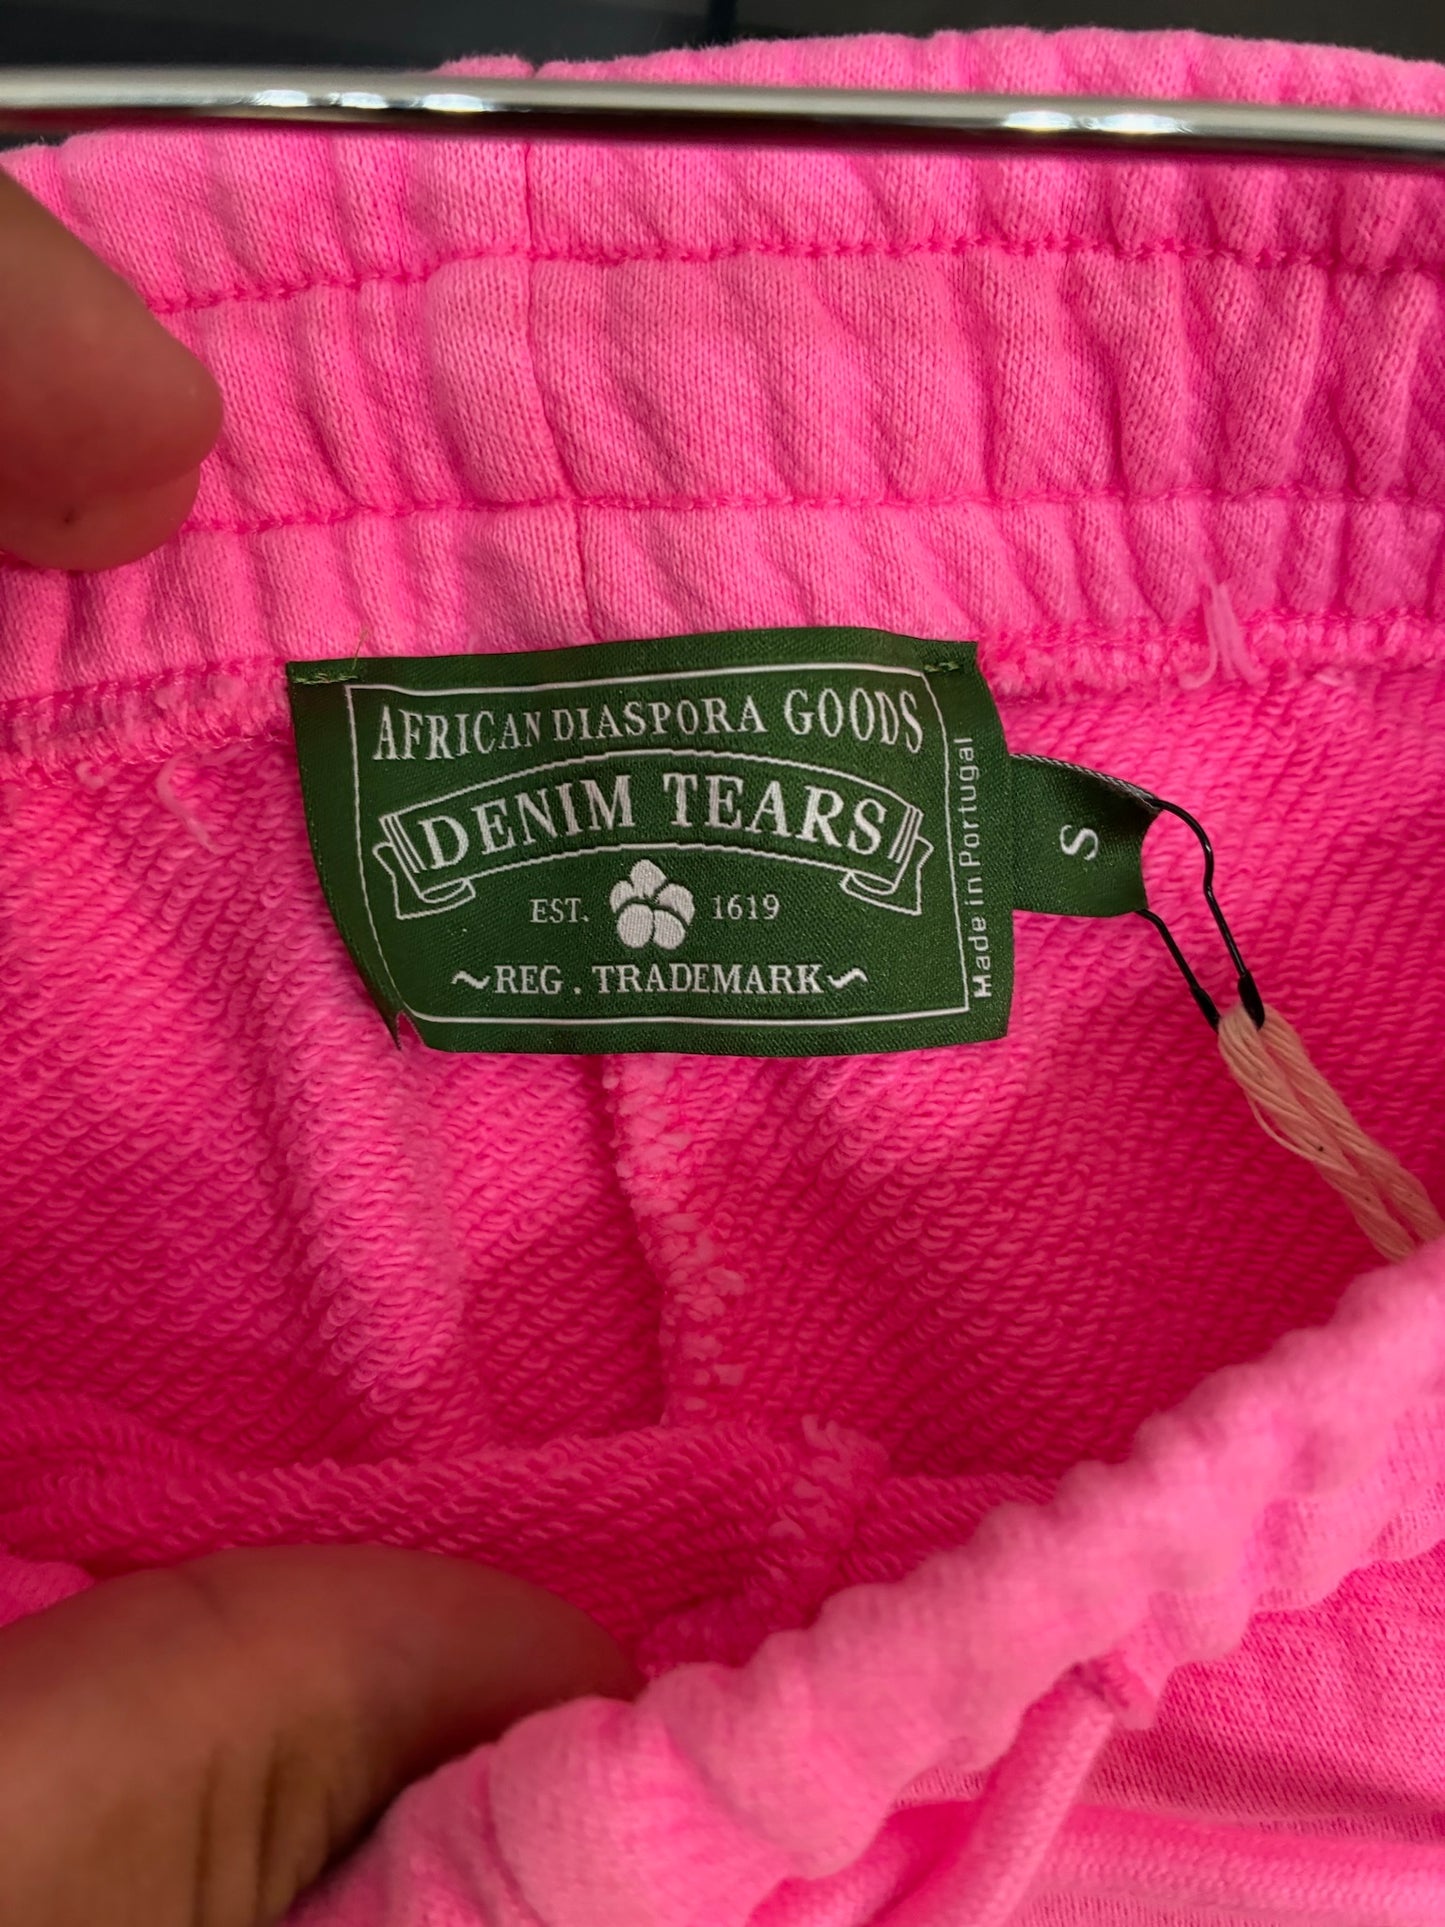 AFRICAN DIASPORA GOODS
DENIM TEARS
EST. 1619
REG. TRADEMARK
Made in Portugal
S